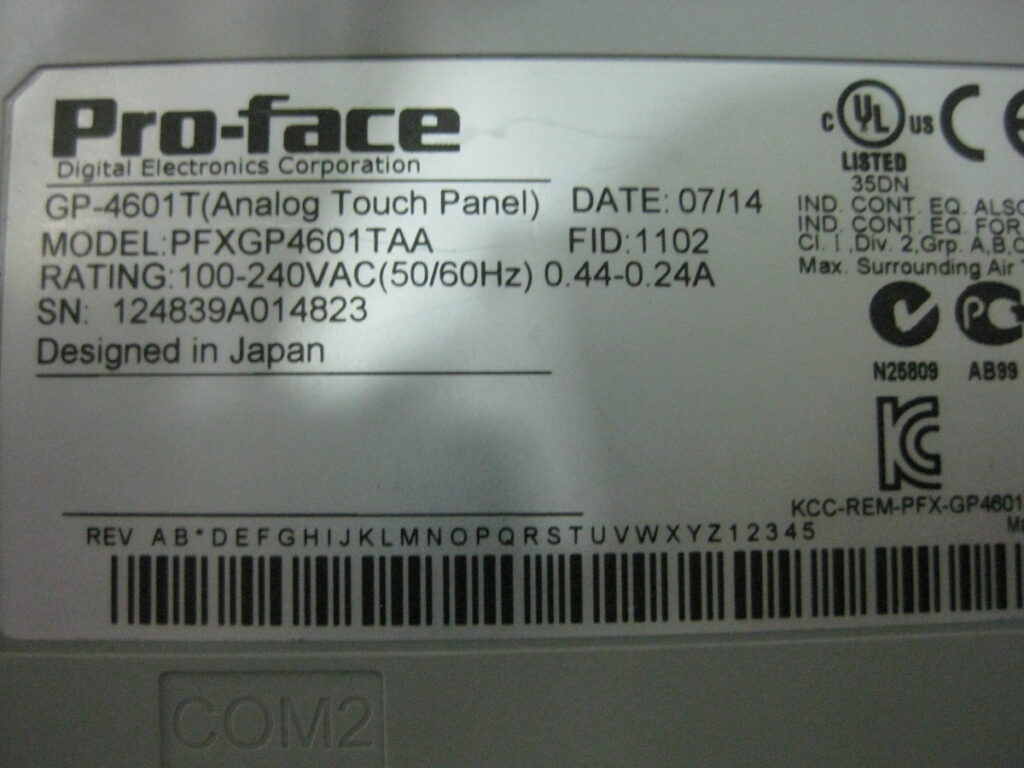 Pro-face
Digital Electronics Corporation
GP-4601T(Analog Touch Panel) DATE: 07/14
MODEL:PFXGP4601TAA FID:1102
RATING:100-240VAC(50/60Hz) 0.44-0.24A
SN: 124839A014823
Designed in Japan
c UL us CE
LISTED
35DN
IND. CONT. EQ. ALSO
IND. CONT. EQ. FOR
Cl. I ,Div. 2,Grp. A,B,C
Max. Surrounding Air
N25809 AB99
KCC-REM-PFX-GP4601
REV AB*DEFGHIJKLMNOPQRSTUVWXYZ12345
COM2